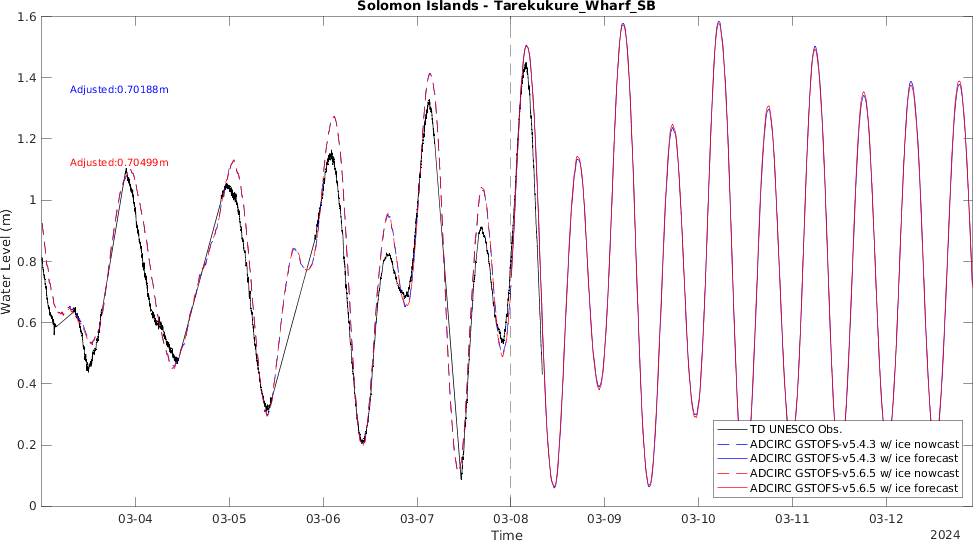 Solomon Islands - Tarekukure_Wharf_SB
1.6
1.4
1.2
1
0.8
0.6
0.4
0.2
0
Water Level (m)
Adjusted:0.70188m
Adjusted:0.70499m
TD UNESCO Obs.
ADCIRC GSTOFS-v5.4.3 w/ ice nowcast
ADCIRC GSTOFS-v5.4.3 w/ ice forecast
ADCIRC GSTOFS-v5.6.5 w/ ice nowcast
ADCIRC GSTOFS-v5.6.5 w/ ice forecast
03-04 03-05 03-06 03-07 03-08 03-09 03-10 03-11 03-12
Time
2024